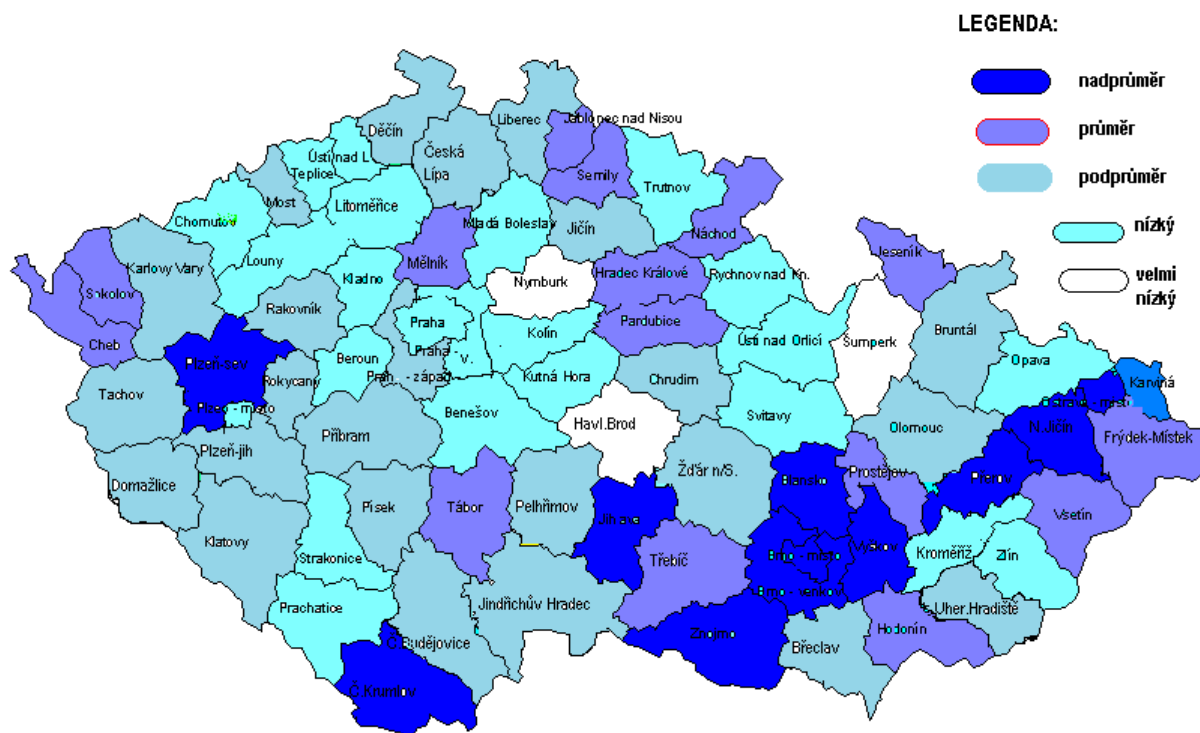 LEGENDA:
nadprůměr
průměr
podprůměr
nízký
velmi
nízký
Děčín
Liberec
Jablonec nad Nisou
Ústí nad L
Teplice
Česká
Lípa
Semily
Trutnov
Most
Litoměřice
Chomutov
Mladá Boleslav
Jičín
Náchod
Jeseník
Karlovy Vary
Louny
Mělník
Sokolov
Kladno
Nymburk
Hradec Králové
Rychnov nad Kn.
Rakovník
Praha
Kolín
Pardubice
Ústí nad Orlicí
Šumperk
Bruntál
Cheb
Plzeň-sev
Beroun
Praha -
V.
Opava
Rokycany
- západ
Kutná Hora
Chrudim
Karviná
Tachov
Plzeň - místo
Benešov
Svitavy
Ostrava - místo
Havl.Brod
Olomouc
N.Jičín
Frýdek-Místek
Příbram
Plzeň-jih
Žďár n/S.
Prostějov
Přerov
Domažlice
Písek
Tábor
Pelhřimov
Blansko
Vsetín
Jihlava
Klatovy
Strakonice
Třebíč
Brno - místo
Vyškov
Kroměříž
Zlín
Brno - venkov
Prachatice
Jindřichův Hradec
Uher.Hradiště
Č.Budějovice
Znojmo
Břeclav
Hodonín
Č.Krumlov